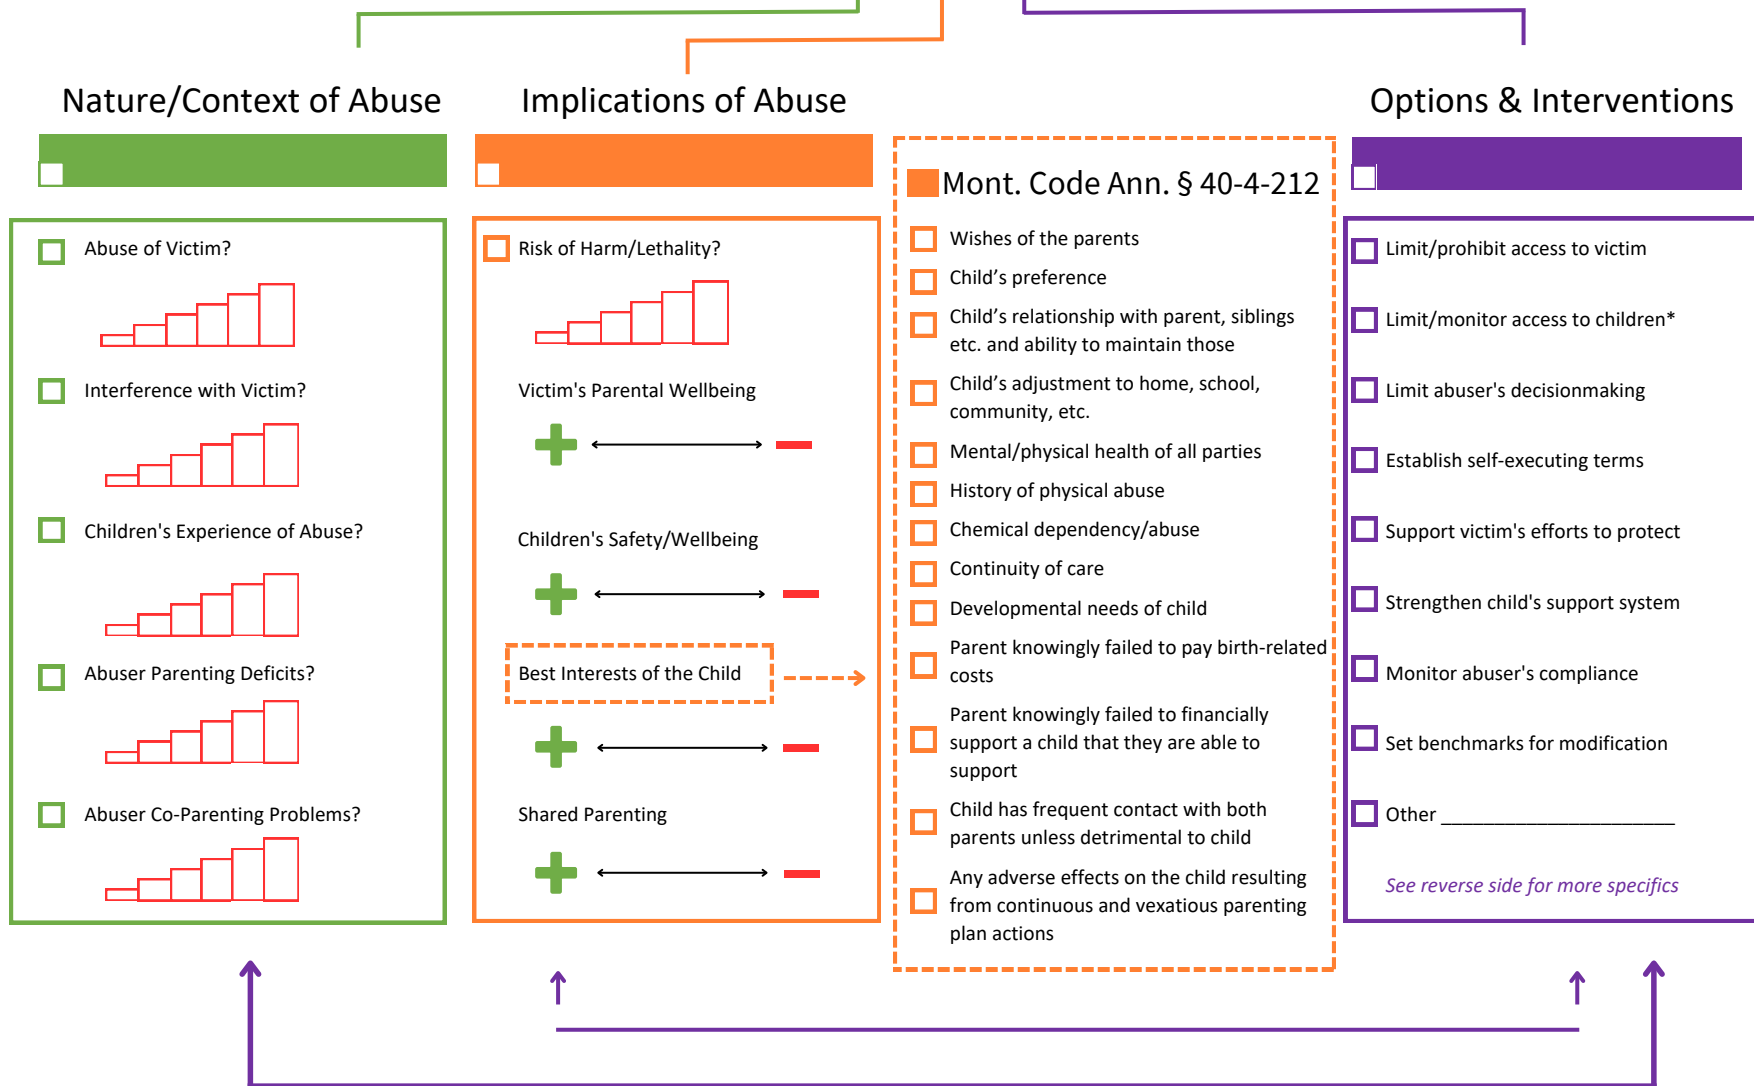 Nature/Context of Abuse
Abuse of Victim?
Interference with Victim?
Children's Experience of Abuse?
Abuser Parenting Deficits?
Abuser Co-Parenting Problems?
Implications of Abuse
Risk of Harm/Lethality?
Victim's Parental Wellbeing
Children's Safety/Wellbeing
Best Interests of the Child
Shared Parenting
Mont. Code Ann. § 40-4-212
Wishes of the parents
Child’s preference
Child’s relationship with parent, siblings
etc. and ability to maintain those
Child’s adjustment to home, school,
community, etc.
Mental/physical health of all parties
History of physical abuse
Chemical dependency/abuse
Continuity of care
Developmental needs of child
Parent knowingly failed to pay birth-related
costs
Parent knowingly failed to financially
support a child that they are able to
support
Child has frequent contact with both
parents unless detrimental to child
Any adverse effects on the child resulting
from continuous and vexatious parenting
plan actions
Options & Interventions
Limit/prohibit access to victim
Limit/monitor access to children*
Limit abuser's decisionmaking
Establish self-executing terms
Support victim's efforts to protect
Strengthen child's support system
Monitor abuser's compliance
Set benchmarks for modification
Other ______________________
See reverse side for more specifics